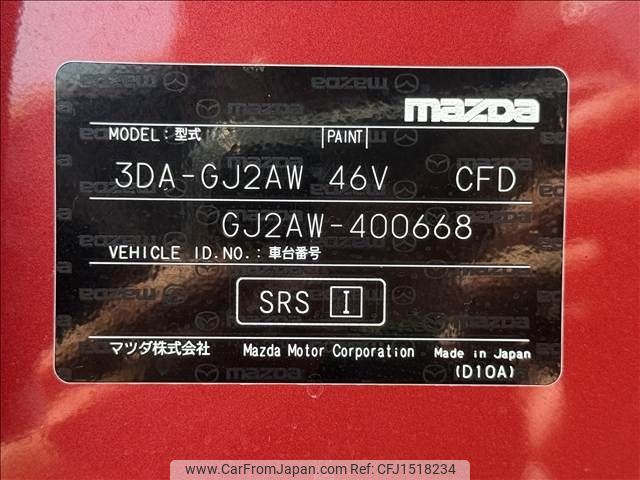 mazda
MODEL: 型式 PAINT
3DA-GJ2AW 46V CFD
GJ2AW-400668
VEHICLE ID.NO.: 車台番号
SRS I
マツダ株式会社 Mazda Motor Corporation Made in Japan
(D10A)
www.CarFromJapan.com - No. CFJ1518234